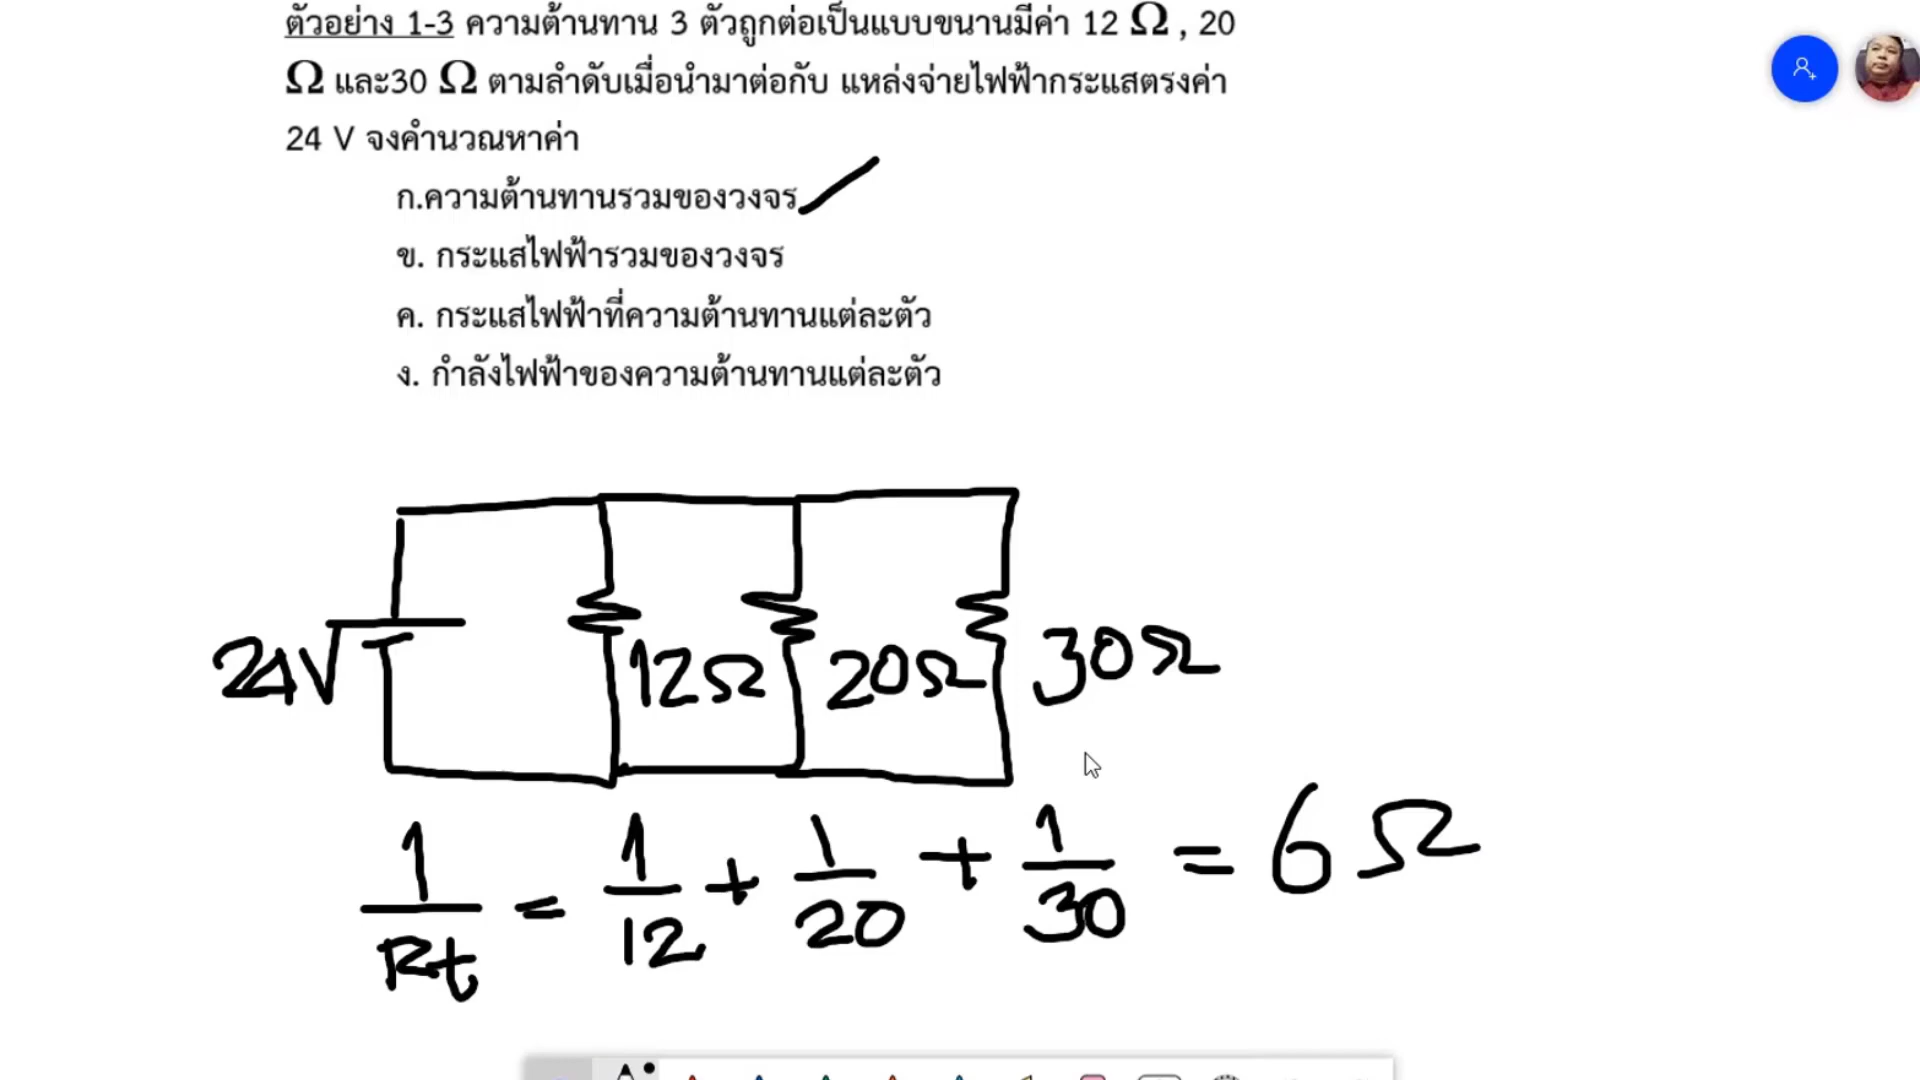 ตัวอย่าง 1-3 ความต้านทาน 3 ตัวถูกต่อเป็นแบบขนานมีค่า 12 Ω , 20
Ω และ30 Ω ตามลำดับเมื่อนำมาต่อกับ แหล่งจ่ายไฟฟ้ากระแสตรงค่า
24 V จงคำนวณหาค่า
ก.ความต้านทานรวมของวงจร
ข. กระแสไฟฟ้ารวมของวงจร
ค. กระแสไฟฟ้าที่ความต้านทานแต่ละตัว
ง. กำลังไฟฟ้าของความต้านทานแต่ละตัว
24V 12Ω 20Ω 30Ω
1/Rt = 1/12 + 1/20 + 1/30 = 6Ω